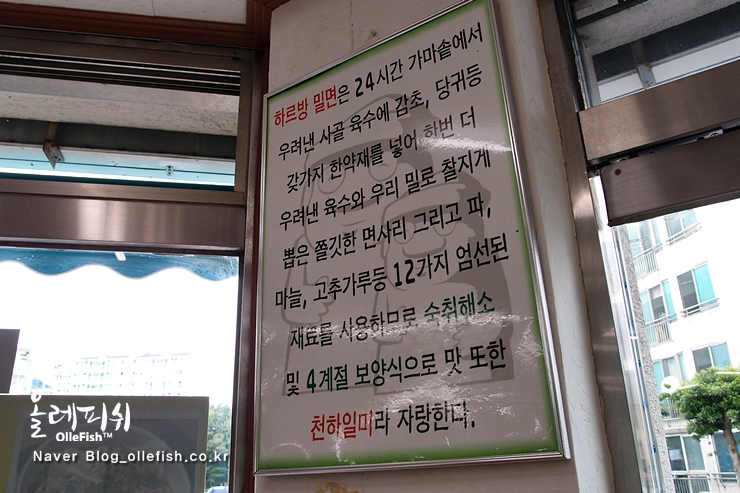 하르방 밀면은 24시간 가마솥에서
우려낸 사골 육수에 감초, 당귀등
갖가지 한약재를 넣어 한번 더
우려낸 육수와 우리 밀로 찰지게
뽑은 쫄깃한 면사리 그리고 파,
마늘, 고추가루등 12가지 엄선된
재료를 사용하므로 숙취해소
및 4계절 보양식으로 맛 또한
천하일미라 자랑한다.
올레피쉬
OlleFish™
Naver Blog_ollefish.co.kr